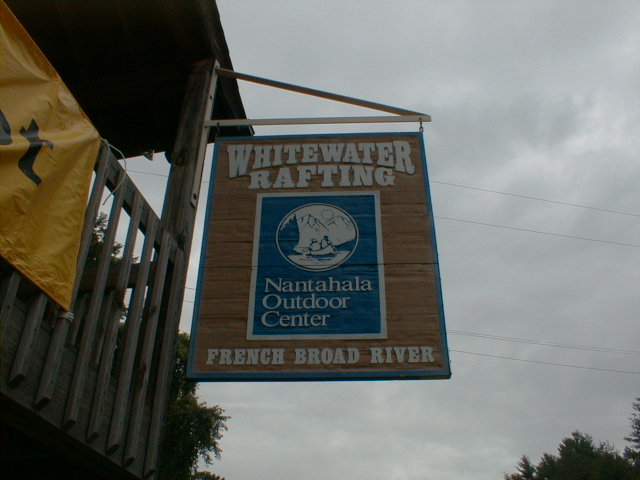 WHITEWATER
RAFTING
Nantahala
Outdoor
Center
FRENCH BROAD RIVER